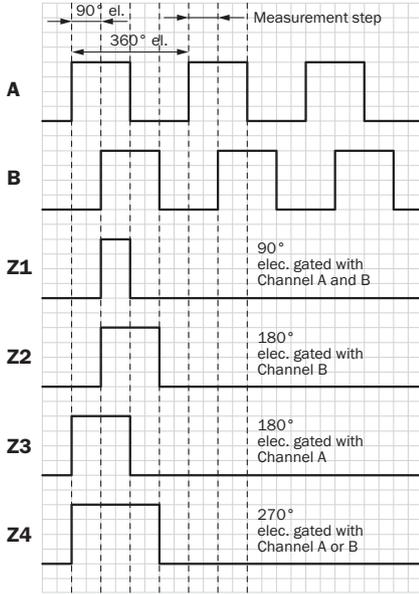 90° el.
Measurement step
360° el.
A
B
Z1
90°
elec. gated with
Channel A and B
Z2
180°
elec. gated with
Channel B
Z3
180°
elec. gated with
Channel A
Z4
270°
elec. gated with
Channel A or B